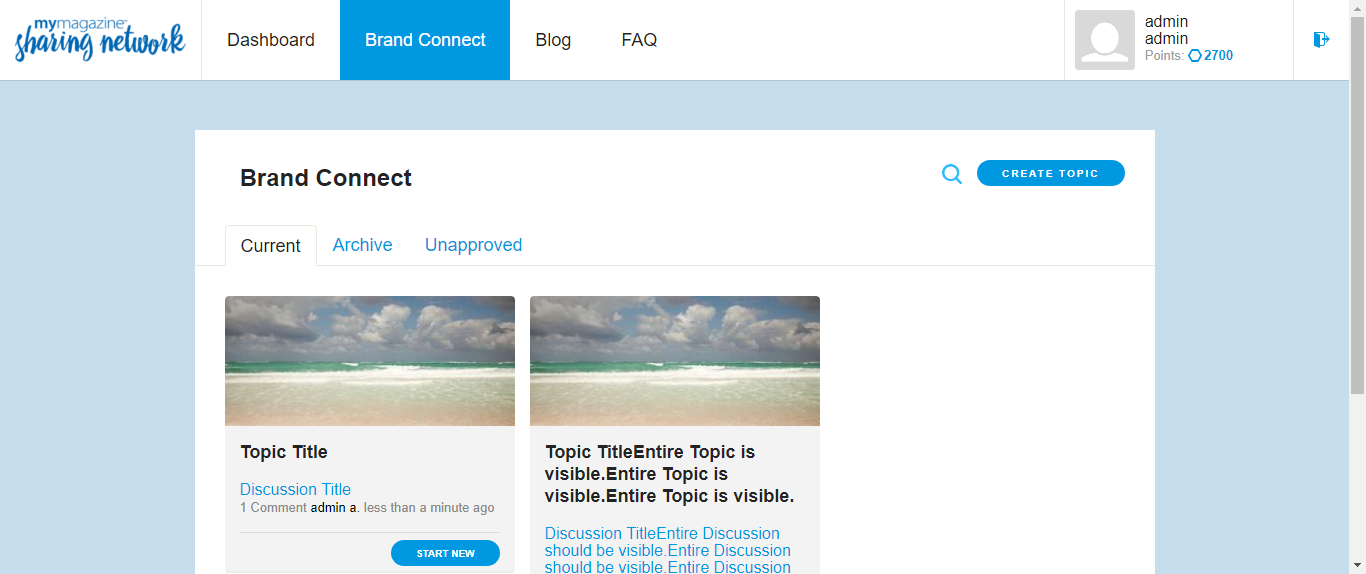 mymagazine
sharing network
Dashboard
Brand Connect
Blog
FAQ
admin
admin
Points: 2700
Brand Connect
CREATE TOPIC
Current
Archive
Unapproved
Topic Title
Discussion Title
1 Comment admin a. less than a minute ago
START NEW
Topic TitleEntire Topic is
visible.Entire Topic is
visible.Entire Topic is visible.
Discussion TitleEntire Discussion
should be visible.Entire Discussion
should be visible.Entire Discussion